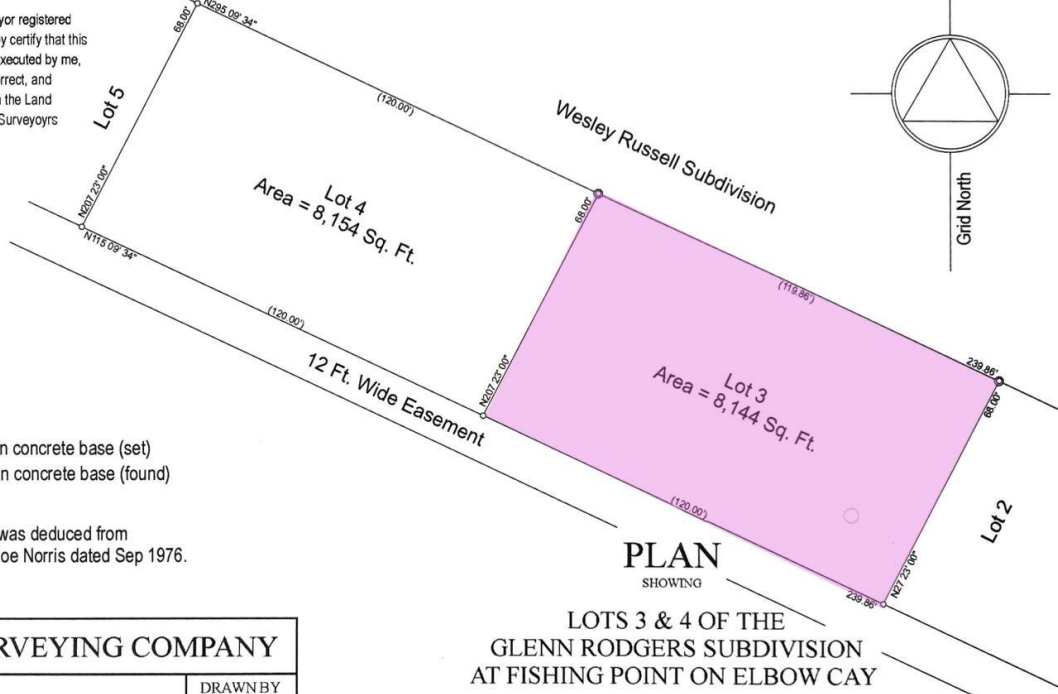 yor registered
y certify that this
xecuted by me,
rrect, and
the Land
Surveyoyrs
Lot 5
68.00'
N295 09' 34"
(120.00')
N207 23' 00"
N115 09' 34"
Lot 4
Area = 8,154 Sq. Ft.
(120.00')
12 Ft. Wide Easement
Wesley Russell Subdivision
Grid North
68.00'
(119.86')
N207 23' 00"
Lot 3
Area = 8,144 Sq. Ft.
(120.00')
239.86'
68.00'
Lot 2
N27 23' 00"
239.86'
n concrete base (set)
n concrete base (found)
was deduced from
oe Norris dated Sep 1976.
PLAN
SHOWING
LOTS 3 & 4 OF THE
GLENN RODGERS SUBDIVISION
AT FISHING POINT ON ELBOW CAY
RVEYING COMPANY
DRAWN BY